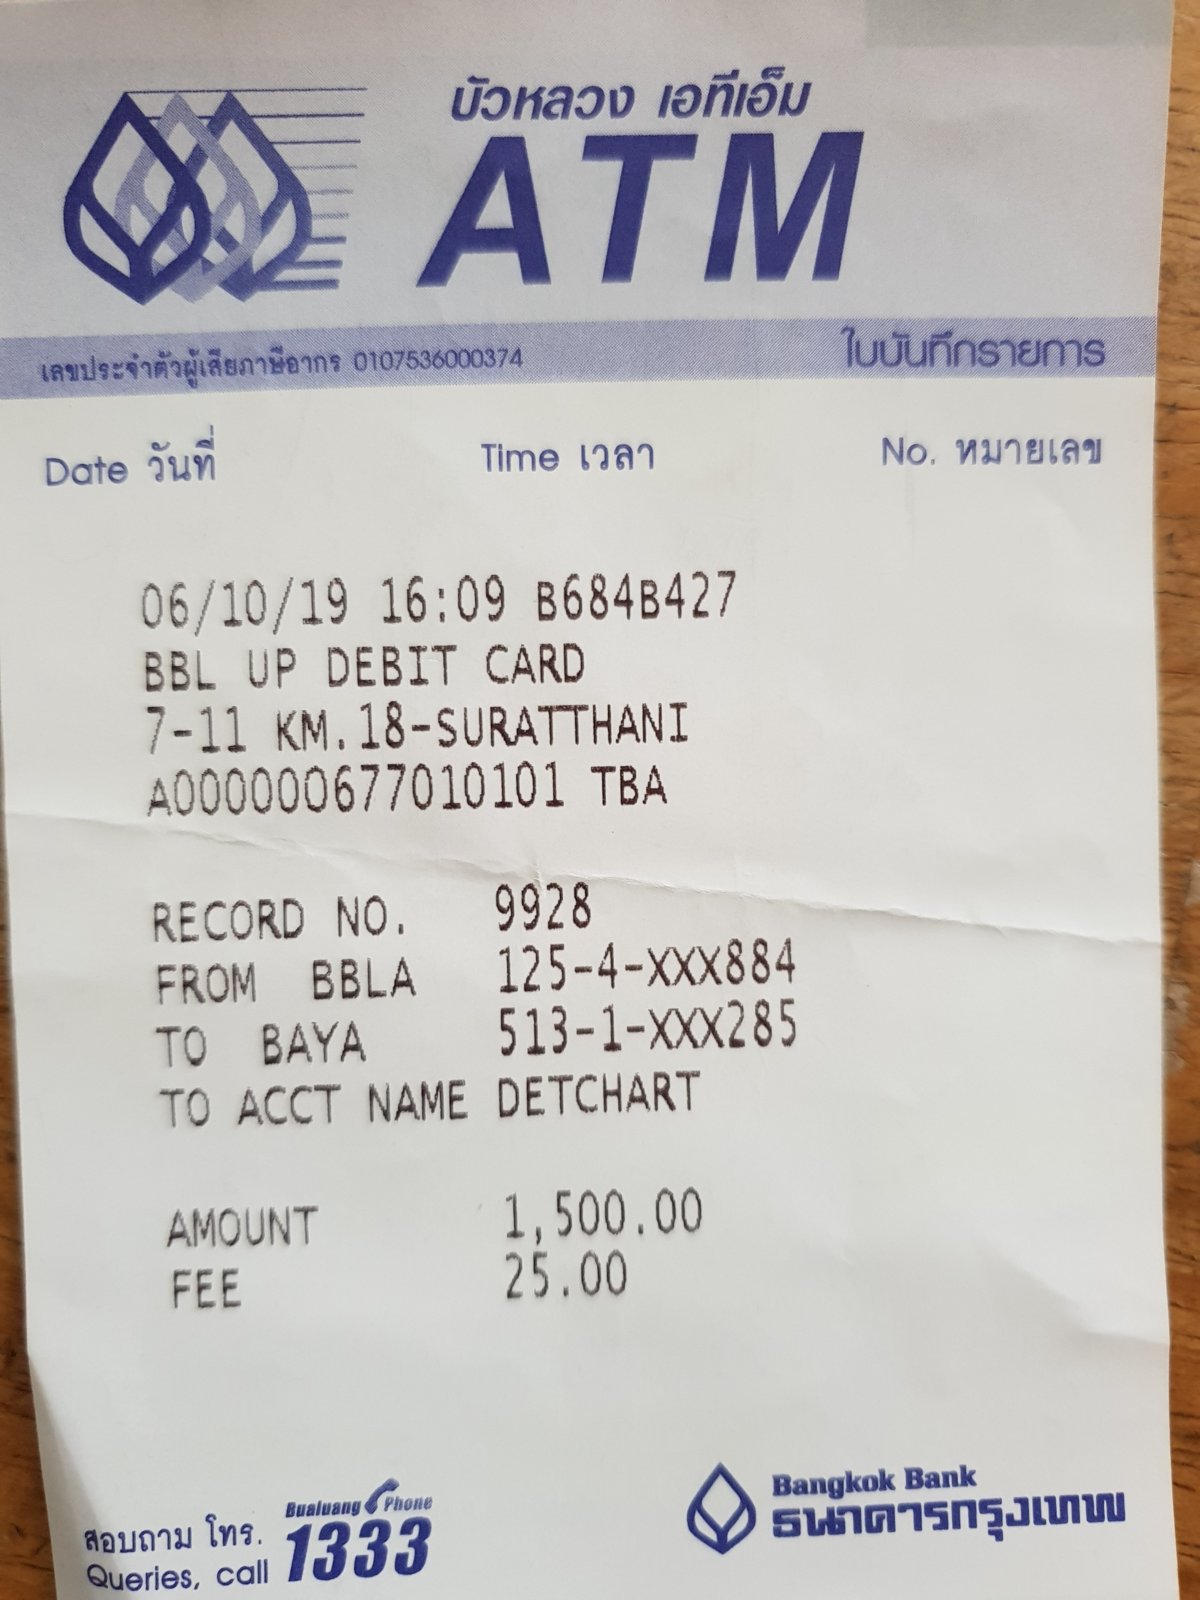 บัวหลวง เอทีเอ็ม
ATM
เลขประจำตัวผู้เสียภาษีอากร 0107536000374
ใบบันทึกรายการ
Date วันที่ Time เวลา No. หมายเลข
06/10/19 16:09 B684B427
BBL UP DEBIT CARD
7-11 KM.18-SURATTHANI
A000000677010101 TBA
RECORD NO. 9928
FROM BBLA 125-4-XXX884
TO BAYA 513-1-XXX285
TO ACCT NAME DETCHART
AMOUNT 1,500.00
FEE 25.00
สอบถาม โทร.
Queries, call
Bualuang Phone
1333
Bangkok Bank
ธนาคารกรุงเทพ